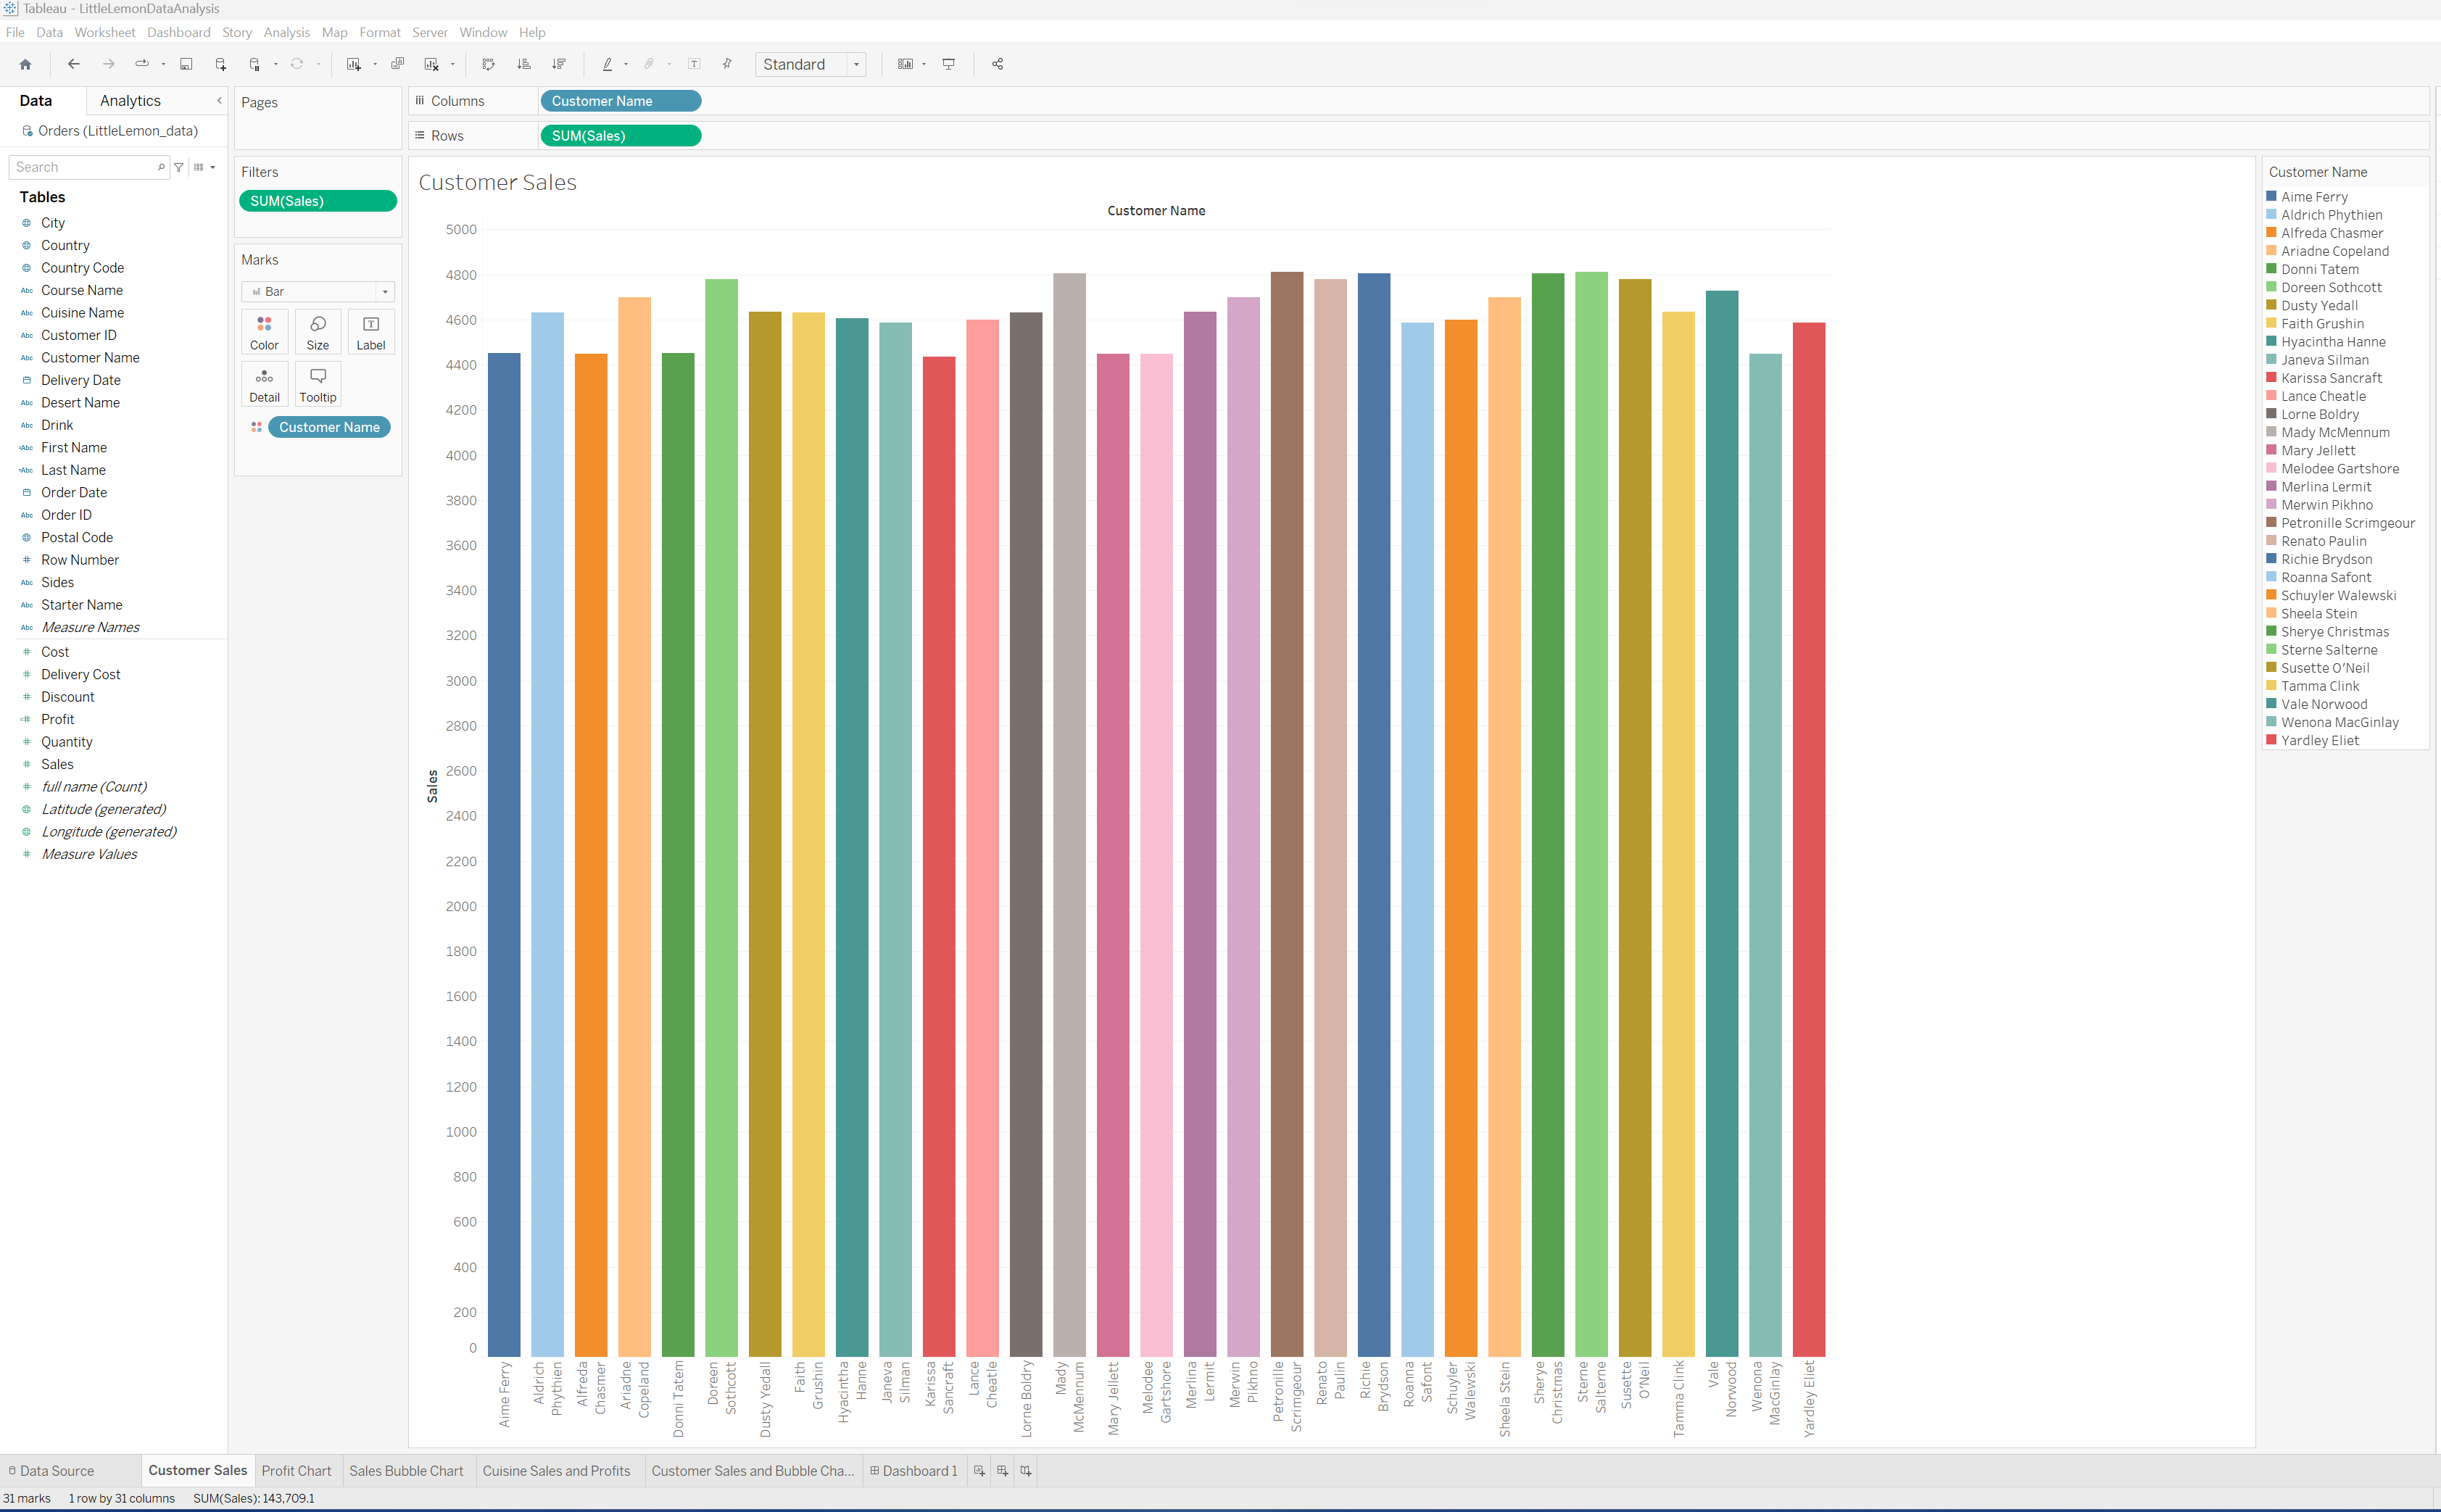 Tableau - LittleLemonDataAnalysis
File Data Worksheet Dashboard Story Analysis Map Format Server Window Help
Standard
Data Analytics
Orders (LittleLemon_data)
Search
Tables
Abc City
Country
Country Code
Abc Course Name
Abc Cuisine Name
Abc Customer ID
Abc Customer Name
Delivery Date
Abc Desert Name
Abc Drink
=Abc First Name
=Abc Last Name
Order Date
Abc Order ID
Postal Code
# Row Number
Abc Sides
Abc Starter Name
Abc Measure Names
# Cost
# Delivery Cost
# Discount
=# Profit
# Quantity
# Sales
# full name (Count)
Latitude (generated)
Longitude (generated)
# Measure Values
Pages
Filters
SUM(Sales)
Marks
Bar
Color Size Label
Detail Tooltip
Customer Name
Columns Customer Name
Rows SUM(Sales)
Customer Sales
Customer Name
5000
4800
4600
4400
4200
4000
3800
3600
3400
3200
3000
2800
2600
2400
2200
2000
1800
1600
1400
1200
1000
800
600
400
200
0
Sales
Aime Ferry
Aldrich
Phythien
Alfreda
Chasmer
Ariadne
Copeland
Donni Tatem
Doreen
Sothcott
Dusty Yedall
Faith
Grushin
Hyacintha
Hanne
Janeva
Silman
Karissa
Sancraft
Lance
Cheatle
Lorne Boldry
Mady
McMennum
Mary Jellett
Melodee
Gartshore
Merlina
Lermit
Merwin
Pikhno
Petronille
Scrimgeour
Renato
Paulin
Richie
Brydson
Roanna
Safont
Schuyler
Walewski
Sheela Stein
Sherye
Christmas
Sterne
Salterne
Susette
O'Neil
Tamma Clink
Vale
Norwood
Wenona
MacGinlay
Yardley Eliet
Customer Name
Aime Ferry
Aldrich Phythien
Alfreda Chasmer
Ariadne Copeland
Donni Tatem
Doreen Sothcott
Dusty Yedall
Faith Grushin
Hyacintha Hanne
Janeva Silman
Karissa Sancraft
Lance Cheatle
Lorne Boldry
Mady McMennum
Mary Jellett
Melodee Gartshore
Merlina Lermit
Merwin Pikhno
Petronille Scrimgeour
Renato Paulin
Richie Brydson
Roanna Safont
Schuyler Walewski
Sheela Stein
Sherye Christmas
Sterne Salterne
Susette O'Neil
Tamma Clink
Vale Norwood
Wenona MacGinlay
Yardley Eliet
Data Source Customer Sales Profit Chart Sales Bubble Chart Cuisine Sales and Profits Customer Sales and Bubble Cha... Dashboard 1
31 marks 1 row by 31 columns SUM(Sales): 143,709.1